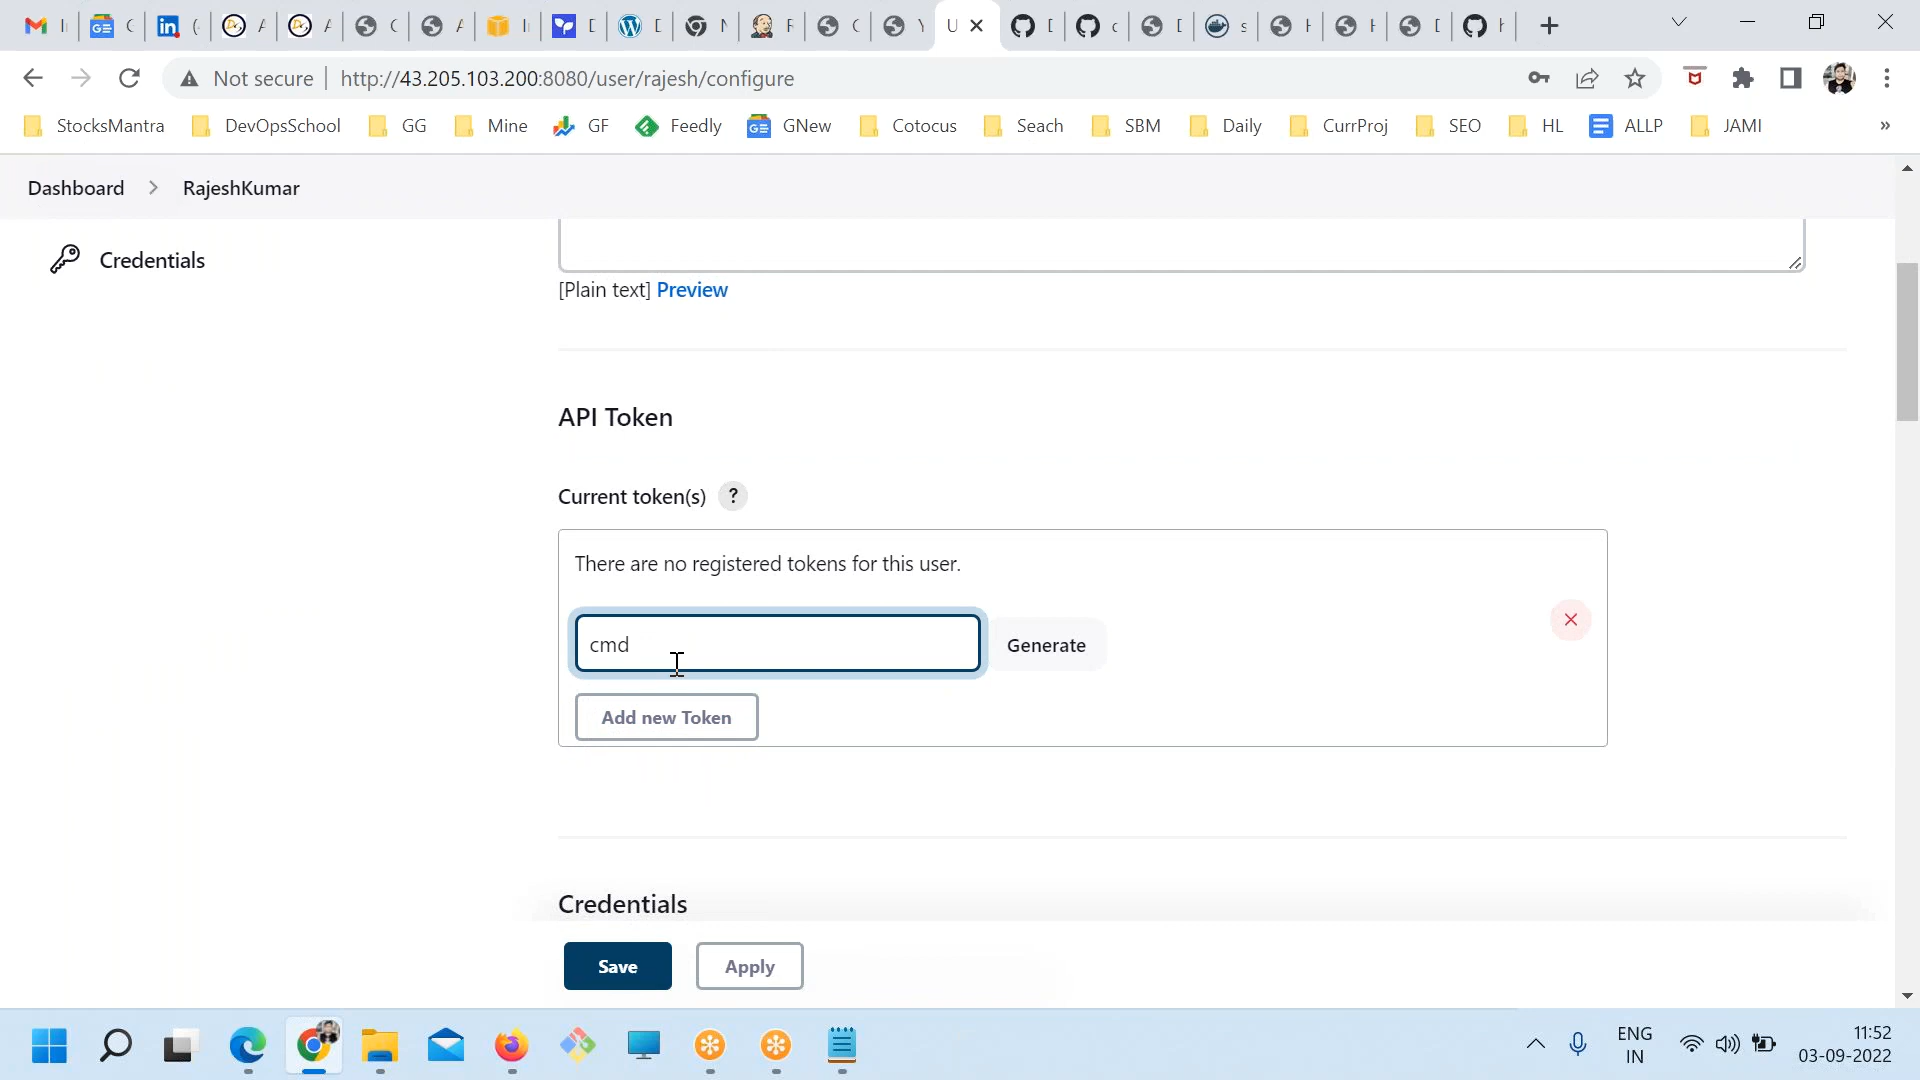 U
Not secure
http://43.205.103.200:8080/user/rajesh/configure
StocksMantra
DevOpsSchool
GG
Mine
GF
Feedly
GNew
Cotocus
Seach
SBM
Daily
CurrProj
SEO
HL
ALLP
JAMI
»
Dashboard > RajeshKumar
Credentials
[Plain text] Preview
API Token
Current token(s) ?
There are no registered tokens for this user.
cmd
Generate
Add new Token
Credentials
Save
Apply
ENG
IN
11:52
03-09-2022